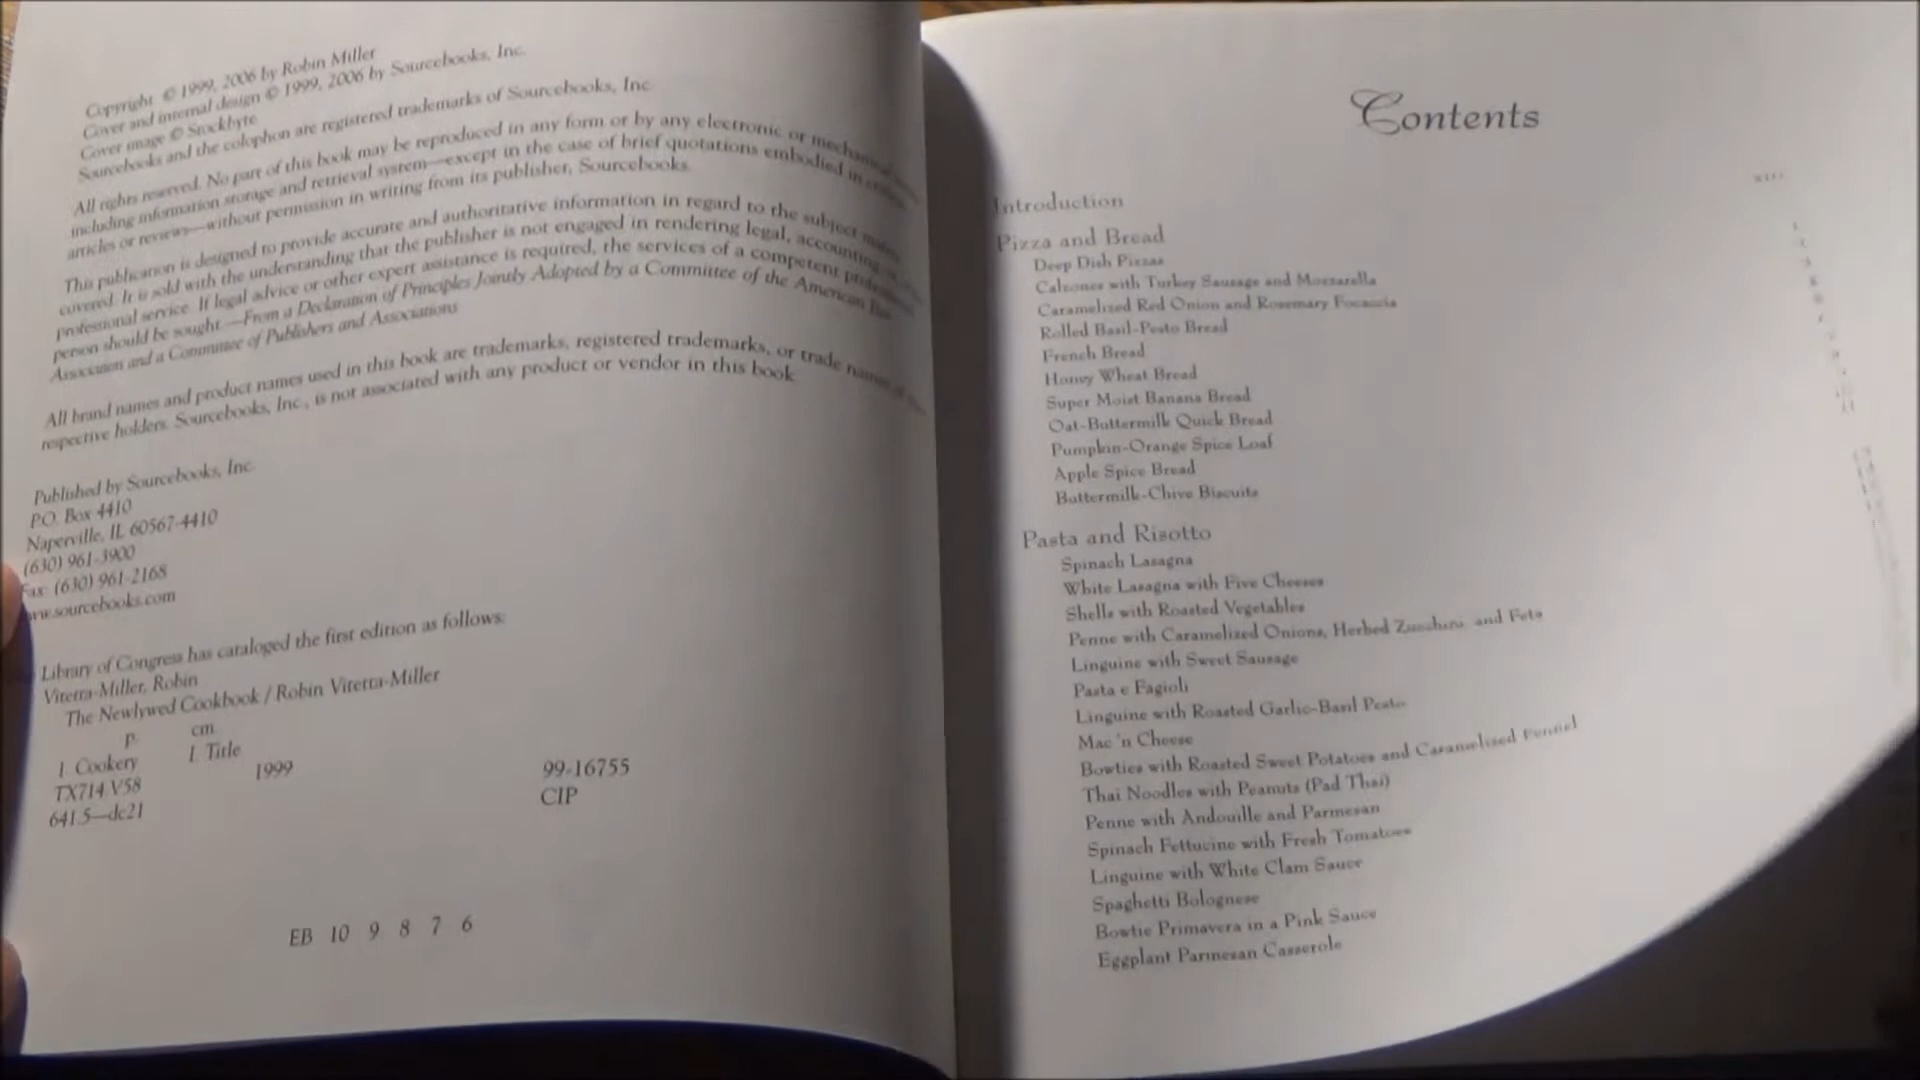 Copyright © 1999, 2006 by Robin Miller
Cover and internal design © 1999, 2006 by Sourcebooks, Inc.
Cover image © Stockbyte
Sourcebooks and the colophon are registered trademarks of Sourcebooks, Inc.
All rights reserved. No part of this book may be reproduced in any form or by any electronic or mechanical
including information storage and retrieval system—except in the case of brief quotations embodied in
articles or reviews—without permission in writing from its publisher, Sourcebooks.
This publication is designed to provide accurate and authoritative information in regard to the subject
covered. It is sold with the understanding that the publisher is not engaged in rendering legal, accounting
professional service. If legal advice or other expert assistance is required, the services of a competent professional
person should be sought.—From a Declaration of Principles Jointly Adopted by a Committee of the American Bar
Association and a Committee of Publishers and Associations
All brand names and product names used in this book are trademarks, registered trademarks, or trade names of
respective holders. Sourcebooks, Inc., is not associated with any product or vendor in this book.
Published by Sourcebooks, Inc.
P.O. Box 4410
Naperville, IL 60567-4410
(630) 961-3900
Fax: (630) 961-2168
www.sourcebooks.com
Library of Congress has cataloged the first edition as follows:
Vitetta-Miller, Robin
The Newlywed Cookbook / Robin Vitetta-Miller
p. cm.
1. Cookery I. Title
TX714.V58 1999
641.5—dc21
99-16755
CIP
EB 10 9 8 7 6
Contents
Introduction
Pizza and Bread
Deep Dish Pizzas
Calzones with Turkey Sausage and Mozzarella
Caramelized Red Onion and Rosemary Focaccia
Rolled Basil-Pesto Bread
French Bread
Honey Wheat Bread
Super Moist Banana Bread
Oat-Buttermilk Quick Bread
Pumpkin-Orange Spice Loaf
Apple Spice Bread
Buttermilk-Chive Biscuits
Pasta and Risotto
Spinach Lasagna
White Lasagna with Five Cheeses
Shells with Roasted Vegetables
Penne with Caramelized Onions, Herbed Zucchini and Feta
Linguine with Sweet Sausage
Pasta e Fagioli
Linguine with Roasted Garlic-Basil Pesto
Mac 'n Cheese
Bowties with Roasted Sweet Potatoes and Caramelized Fennel
Thai Noodles with Peanuts (Pad Thai)
Penne with Andouille and Parmesan
Spinach Fettucine with Fresh Tomatoes
Linguine with White Clam Sauce
Spaghetti Bolognese
Bowtie Primavera in a Pink Sauce
Eggplant Parmesan Casserole